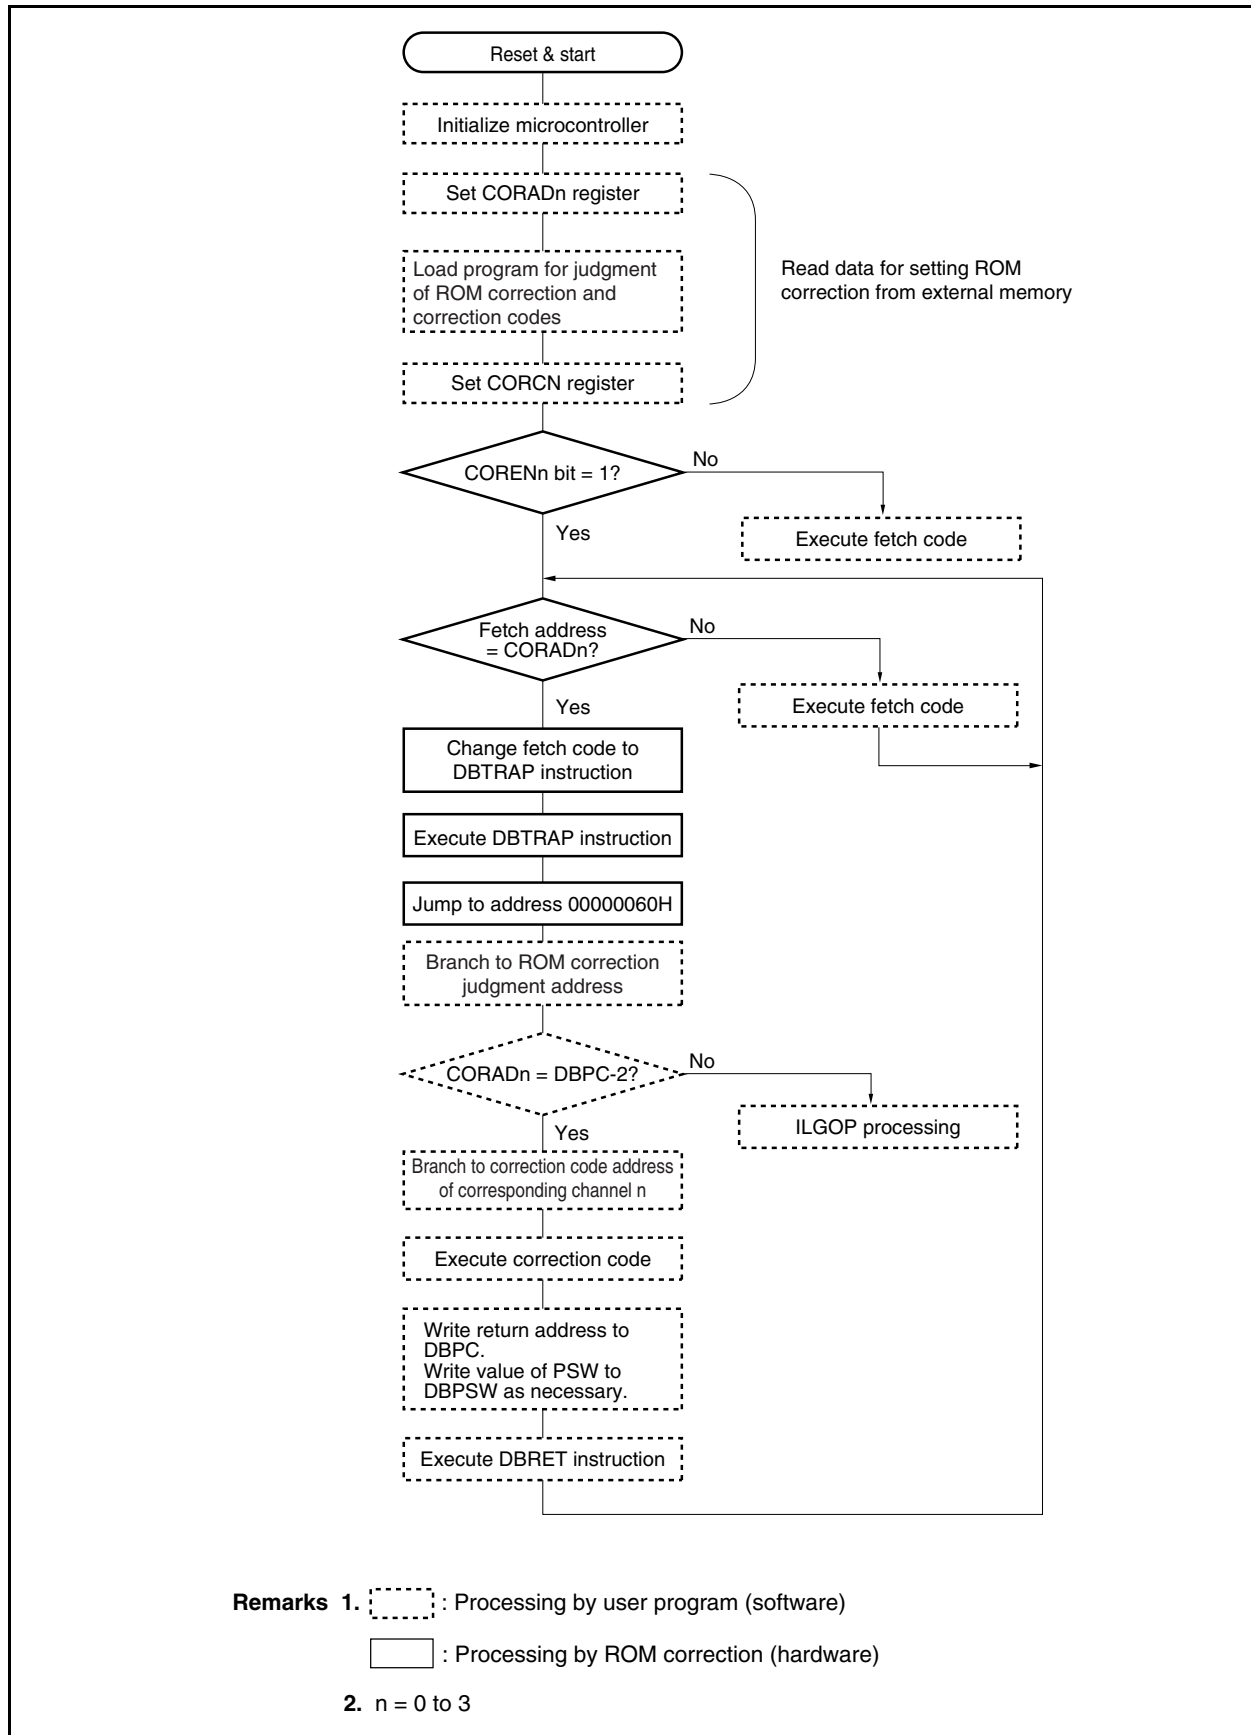 Reset & start
Initialize microcontroller
Set CORADn register
Load program for judgment
of ROM correction and
correction codes
Read data for setting ROM
correction from external memory
Set CORCN register
CORENn bit = 1?
No
Yes
Execute fetch code
Fetch address
= CORADn?
No
Yes
Execute fetch code
Change fetch code to
DBTRAP instruction
Execute DBTRAP instruction
Jump to address 00000060H
Branch to ROM correction
judgment address
CORADn = DBPC-2?
No
Yes
ILGOP processing
Branch to correction code address
of corresponding channel n
Execute correction code
Write return address to
DBPC.
Write value of PSW to
DBPSW as necessary.
Execute DBRET instruction
Remarks 1. : Processing by user program (software)
: Processing by ROM correction (hardware)
2. n = 0 to 3